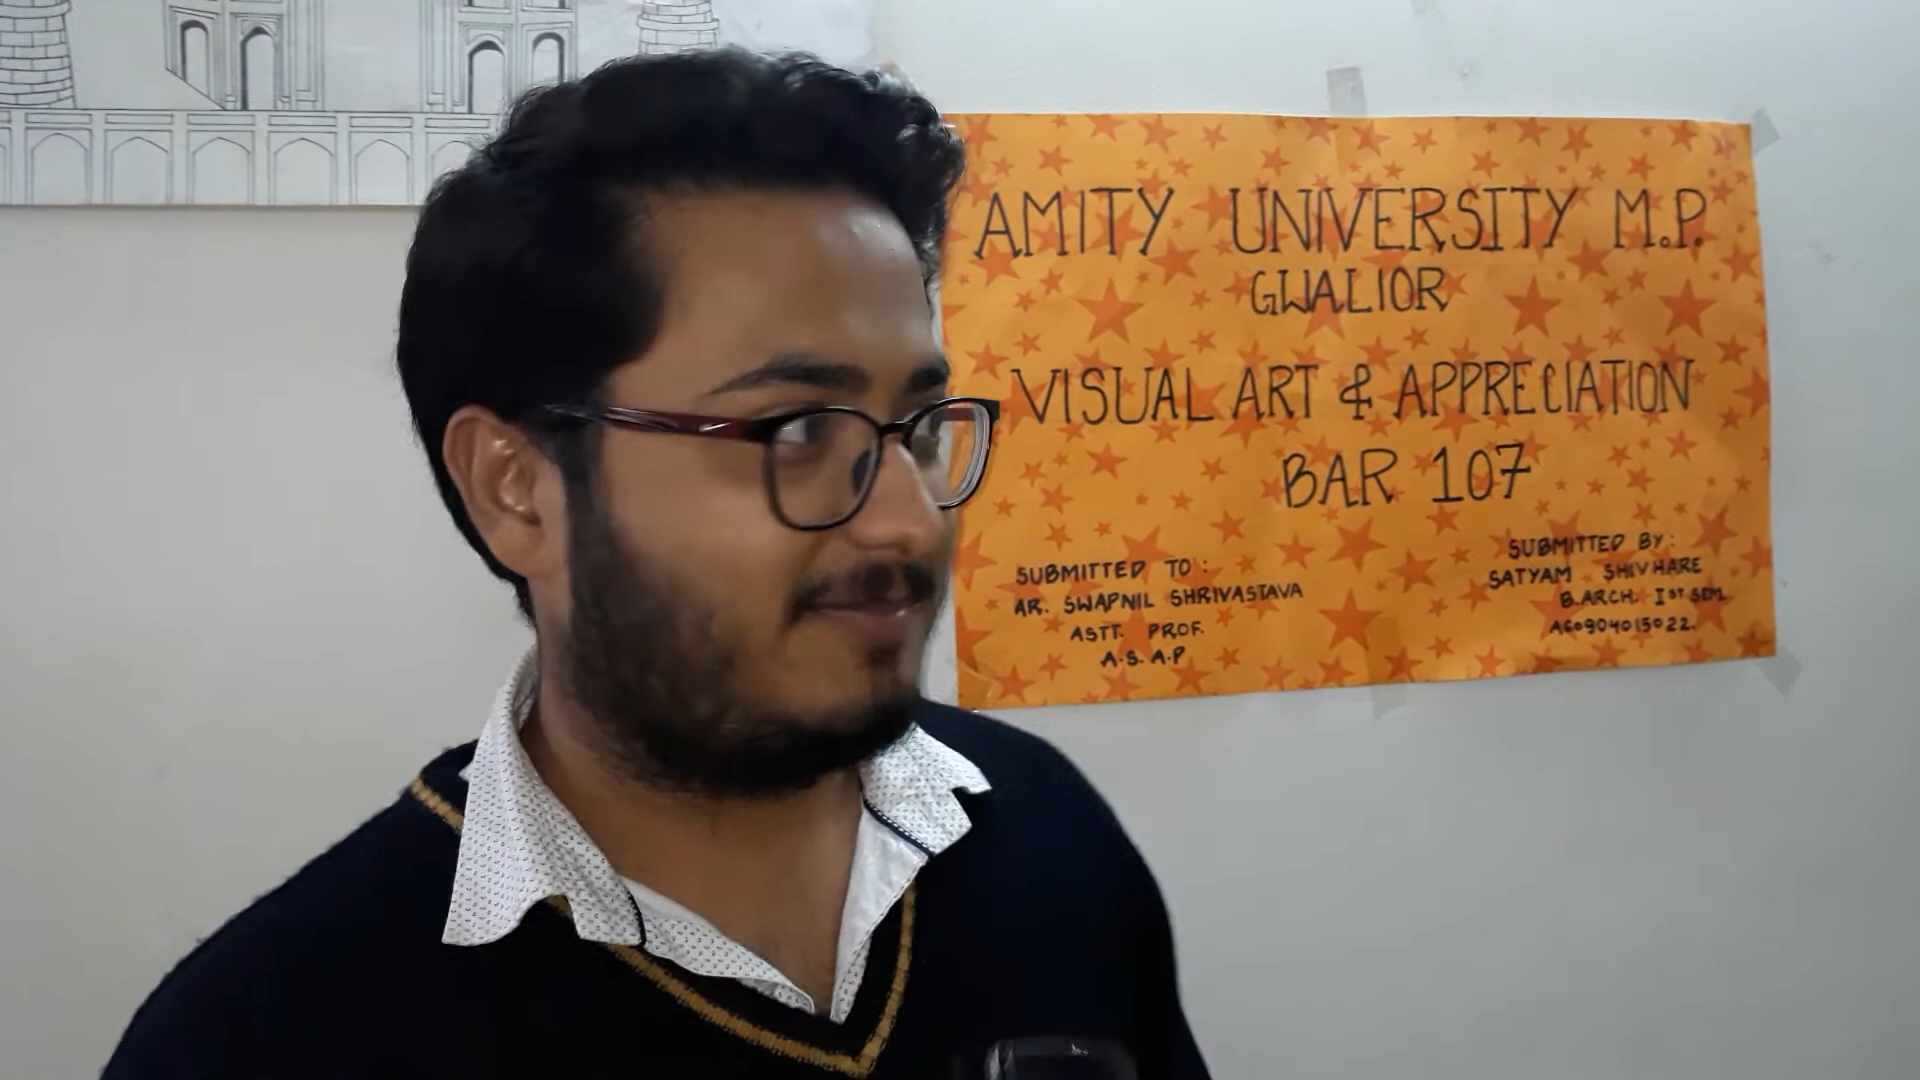 AMITY UNIVERSITY M.P.
GWALIOR
VISUAL ART & APPRECIATION
BAR 107
SUBMITTED TO:
AR. SWAPNIL SHRIVASTAVA
ASTT. PROF.
A.S.A.P
SUBMITTED BY:
SATYAM SHIVHARE
B.ARCH. IST SEM.
A60904015022.